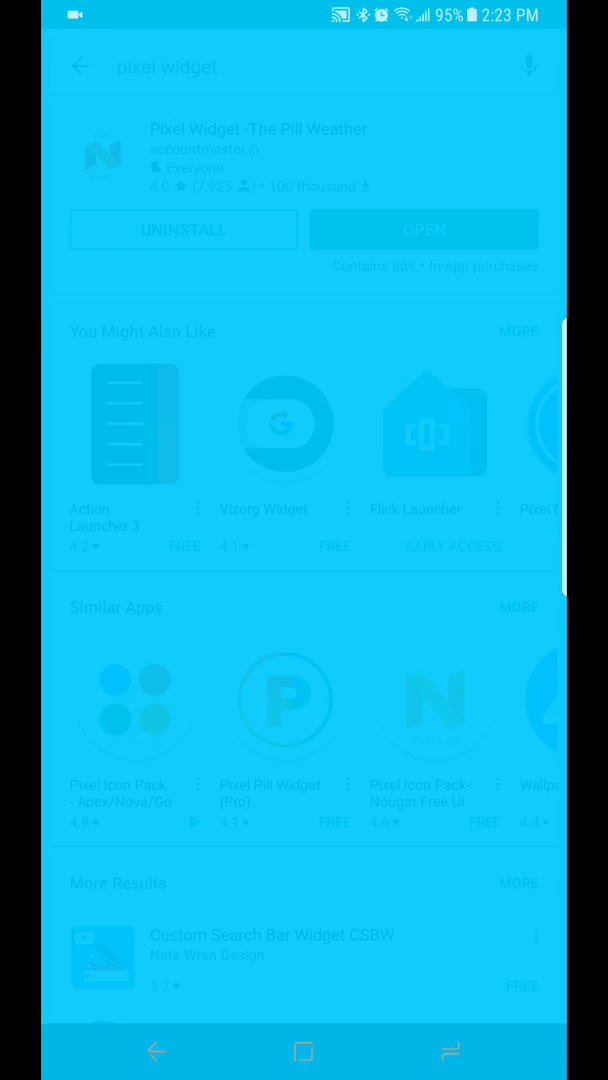 95% 2:23 PM
pixel widget
Pixel Widget -The Pill Weather
accountmaster.in
Everyone
4.0 ★ (7,925) • 100 thousand
UNINSTALL OPEN
Contains ads • In-app purchases
You Might Also Like MORE
Action Launcher 3
4.2 ★ FREE
Vizorg Widget
4.1 ★ FREE
Flick Launcher
EARLY ACCESS
Pixel
Similar Apps MORE
Pixel Icon Pack
- Apex/Nova/Go
4.8 ★
Pixel Pill Widget
(Pro)
4.1 ★ FREE
Pixel Icon Pack-
Nougat Free UI
4.6 ★ FREE
4.4 ★
More Results MORE
Custom Search Bar Widget CSBW
Nate Wren Design
3.7 ★ FREE